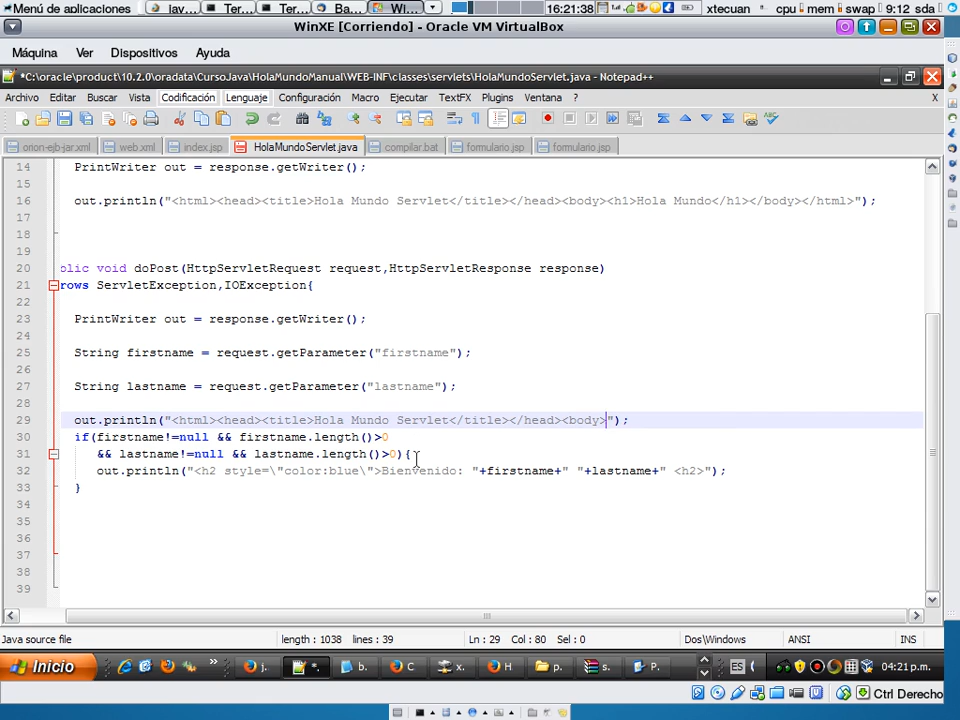 Menú de aplicaciones jav... Ter... Ter... Ba... Wi... 16:21:38 xtecuan cpu mem swap 9:12 sda
WinXE [Corriendo] - Oracle VM VirtualBox
Máquina Ver Dispositivos Ayuda
*C:\oracle\product\10.2.0\oradata\CursoJava\HolaMundoManual\WEB-INF\classes\servlets\HolaMundoServlet.java - Notepad++
Archivo Editar Buscar Vista Codificación Lenguaje Configuración Macro Ejecutar TextFX Plugins Ventana ? X
orion-ejb-jar.xml web.xml index.jsp HolaMundoServlet.java compilar.bat formulario.jsp formulario.jsp
14 PrintWriter out = response.getWriter();
15
16 out.println("<html><head><title>Hola Mundo Servlet</title></head><body><h1>Hola Mundo</h1></body></html>");
17
18
19
20 olic void doPost(HttpServletRequest request,HttpServletResponse response)
21 rows ServletException,IOException{
22
23 PrintWriter out = response.getWriter();
24
25 String firstname = request.getParameter("firstname");
26
27 String lastname = request.getParameter("lastname");
28
29 out.println("<html><head><title>Hola Mundo Servlet</title></head><body>");
30 if(firstname!=null && firstname.length()>0
31 && lastname!=null && lastname.length()>0){
32 out.println("<h2 style=\"color:blue\">Bienvenido: "+firstname+" "+lastname+" <h2>");
33 }
34
35
36
37
38
39
Java source file length : 1038 lines : 39 Ln : 29 Col : 80 Sel : 0 Dos\Windows ANSI INS
Inicio j. *. b. C x. H p. s. P. ES 04:21 p.m.
Ctrl Derecho